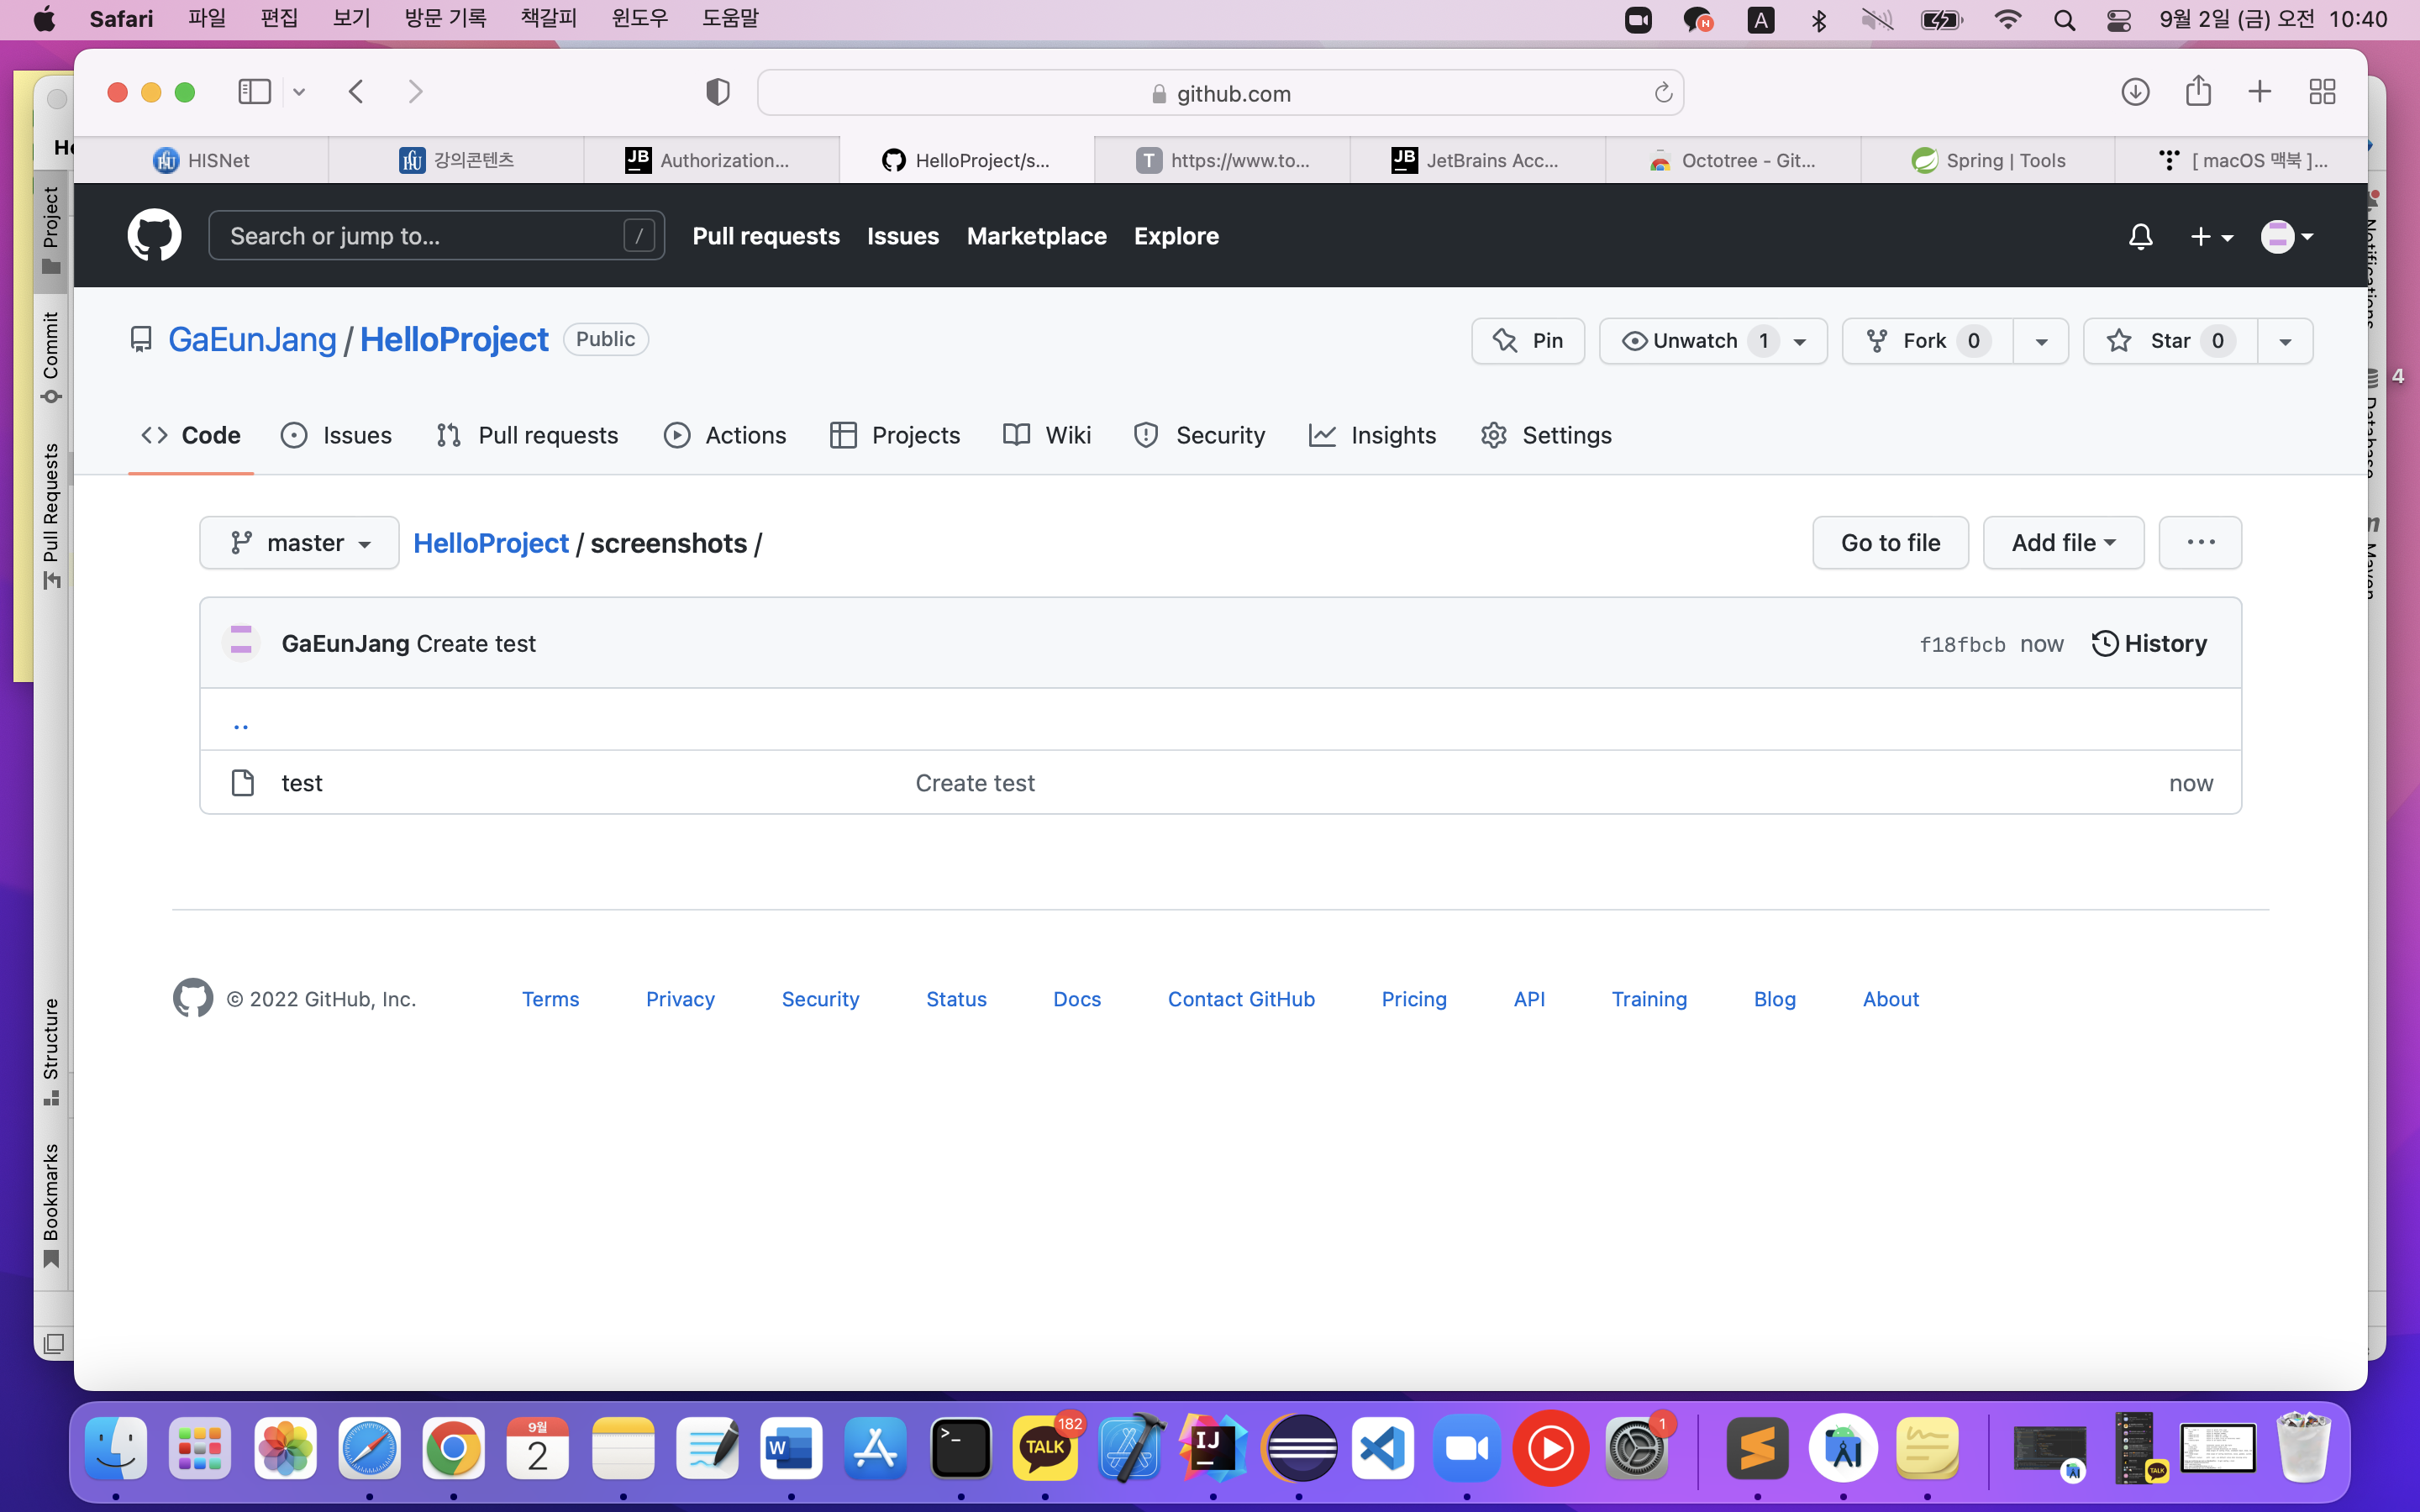 Safari 파일 편집 보기 방문 기록 책갈피 윈도우 도움말 A 9월 2일 (금) 오전 10:40
github.com
HISNet 강의콘텐츠 Authorization... HelloProject/s... https://www.to... JetBrains Acc... Octotree - Git... Spring | Tools [ macOS 맥북 ]...
Search or jump to... / Pull requests Issues Marketplace Explore
GaEunJang / HelloProject Public Pin Unwatch 1 Fork 0 Star 0
Code Issues Pull requests Actions Projects Wiki Security Insights Settings
master HelloProject / screenshots / Go to file Add file ...
GaEunJang Create test f18fbcb now History
..
test Create test now
© 2022 GitHub, Inc. Terms Privacy Security Status Docs Contact GitHub Pricing API Training Blog About
Project
Commit
Pull Requests
Structure
Bookmarks
Notifications
Database
Maven
4
9월
2
W
TALK
182
IJ
1